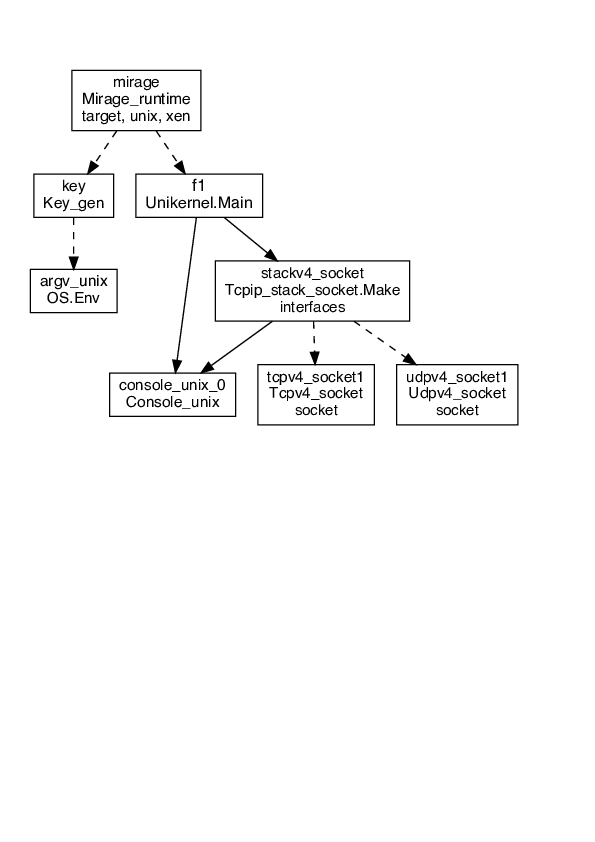 mirage
Mirage_runtime
target, unix, xen
key
Key_gen
f1
Unikernel.Main
argv_unix
OS.Env
stackv4_socket
Tcpip_stack_socket.Make
interfaces
console_unix_0
Console_unix
tcpv4_socket1
Tcpv4_socket
socket
udpv4_socket1
Udpv4_socket
socket